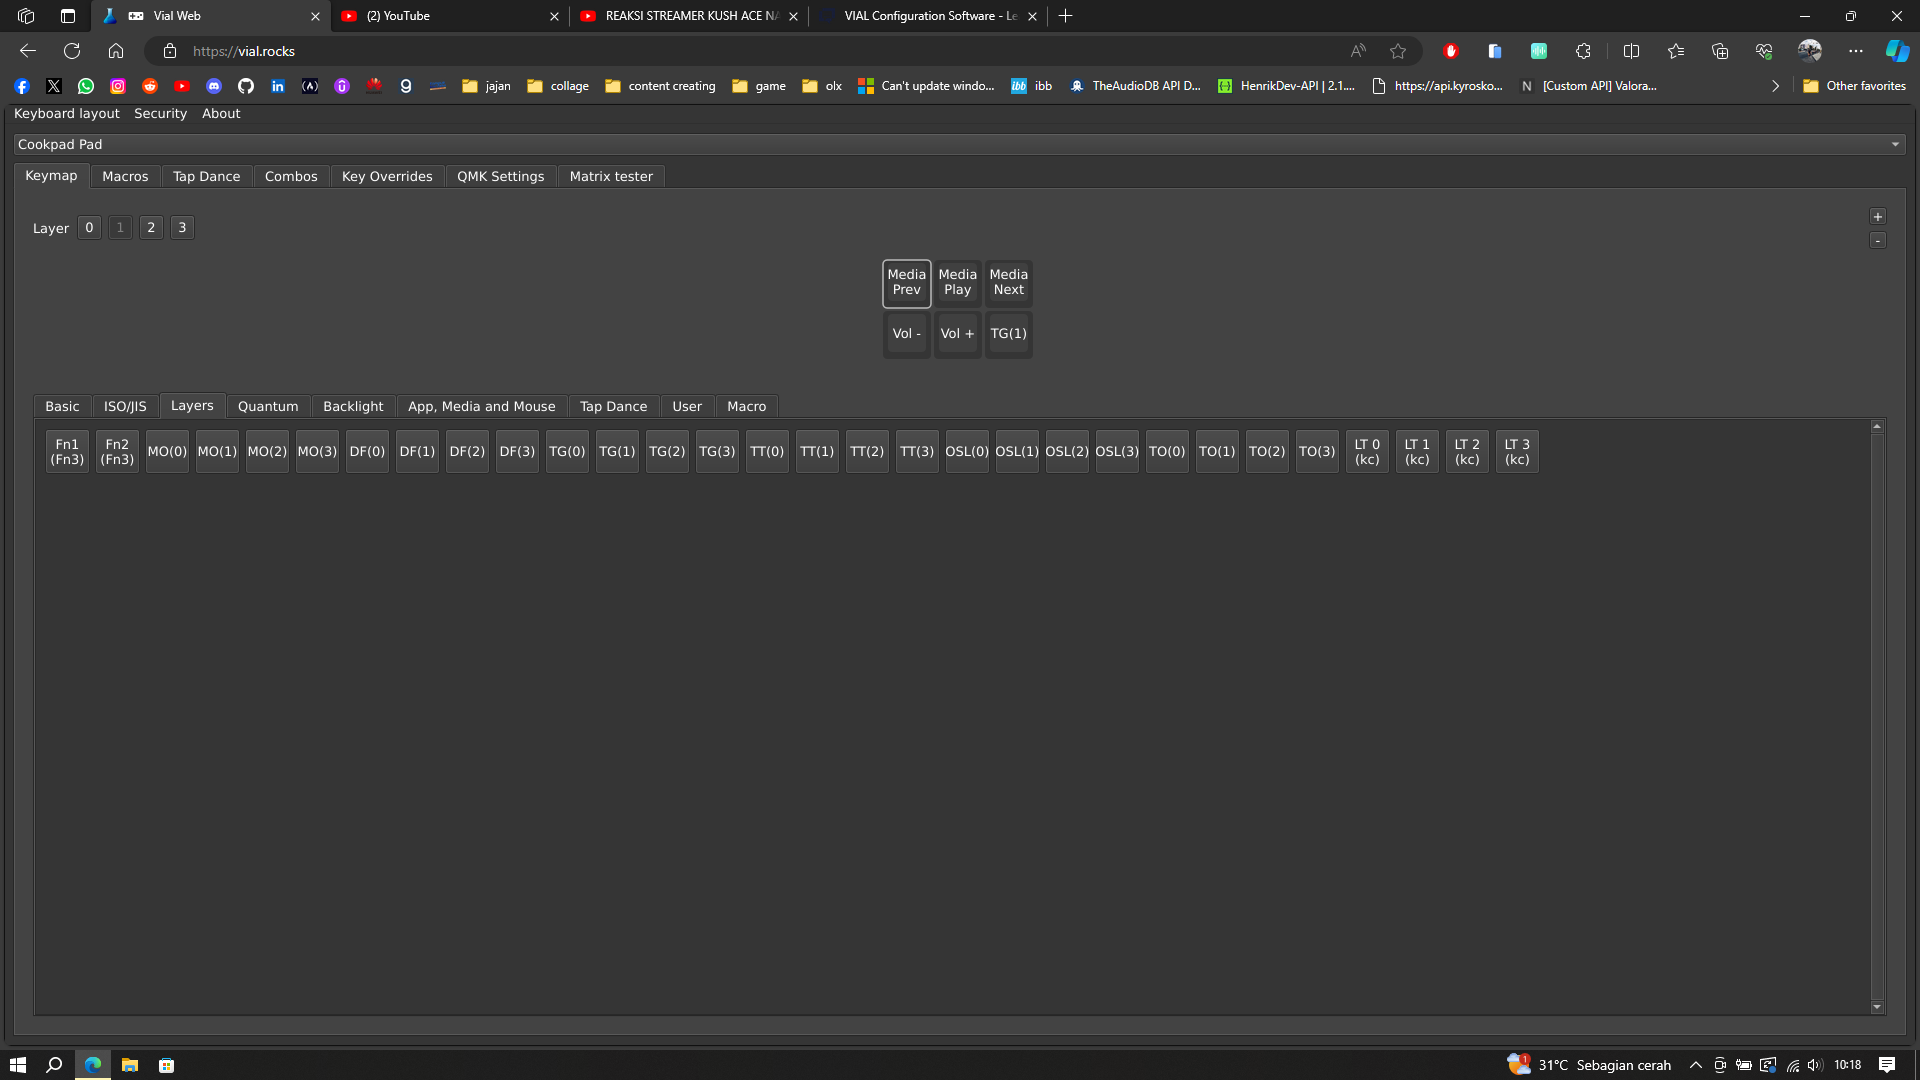 Vial Web
(2) YouTube
REAKSI STREAMER KUSH ACE NA
VIAL Configuration Software - Le
https://vial.rocks
jajan
collage
content creating
game
olx
Can't update windo...
ibb
TheAudioDB API D...
HenrikDev-API | 2.1....
https://api.kyrosko...
[Custom API] Valora...
Other favorites
Keyboard layout Security About
Cookpad Pad
Keymap Macros Tap Dance Combos Key Overrides QMK Settings Matrix tester
Layer 0 1 2 3
+
-
Media Prev
Media Play
Media Next
Vol - Vol + TG(1)
Basic ISO/JIS Layers Quantum Backlight App, Media and Mouse Tap Dance User Macro
Fn1 (Fn3) Fn2 (Fn3) MO(0) MO(1) MO(2) MO(3) DF(0) DF(1) DF(2) DF(3) TG(0) TG(1) TG(2) TG(3) TT(0) TT(1) TT(2) TT(3) OSL(0) OSL(1) OSL(2) OSL(3) TO(0) TO(1) TO(2) TO(3) LT 0 (kc) LT 1 (kc) LT 2 (kc) LT 3 (kc)
1
31°C Sebagian cerah
10:18